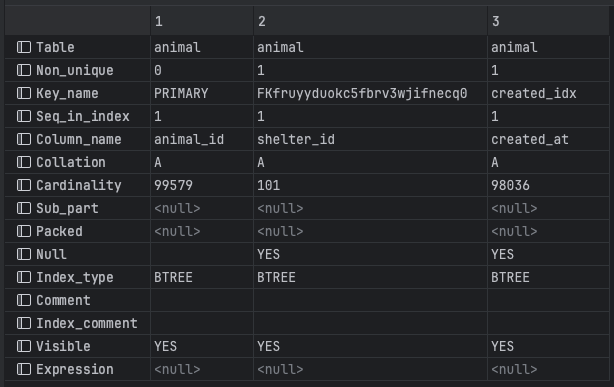 1 2 3
Table animal animal animal
Non_unique 0 1 1
Key_name PRIMARY FKfruyyduokc5fbrv3wjifnecq0 created_idx
Seq_in_index 1 1 1
Column_name animal_id shelter_id created_at
Collation A A A
Cardinality 99579 101 98036
Sub_part <null> <null> <null>
Packed <null> <null> <null>
Null YES YES
Index_type BTREE BTREE BTREE
Comment
Index_comment
Visible YES YES YES
Expression <null> <null> <null>